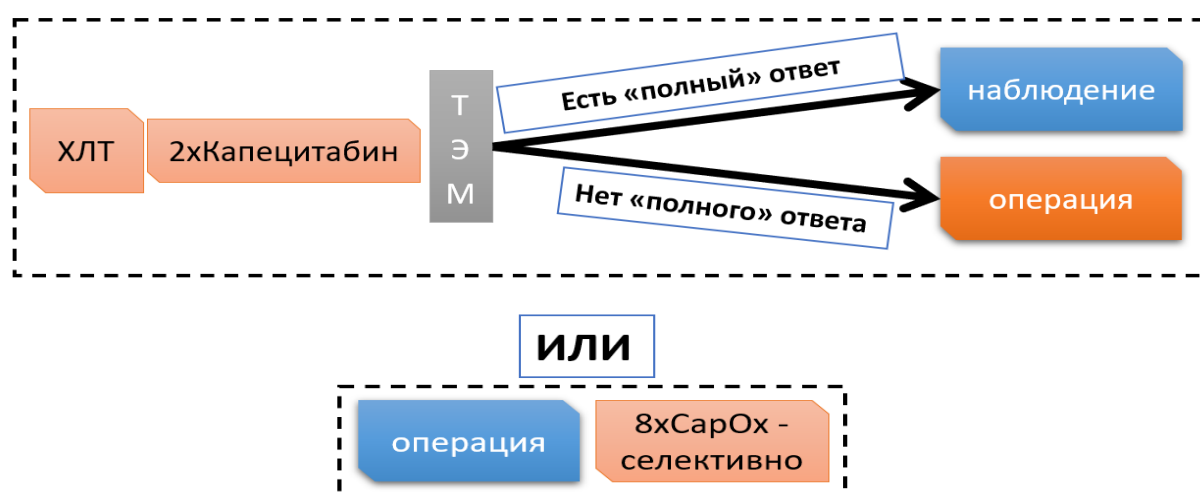 ХЛТ
2хКапецитабин
Т
Э
М
Есть «полный» ответ
Нет «полного» ответа
наблюдение
операция
ИЛИ
операция
8хCapOx -
селективно